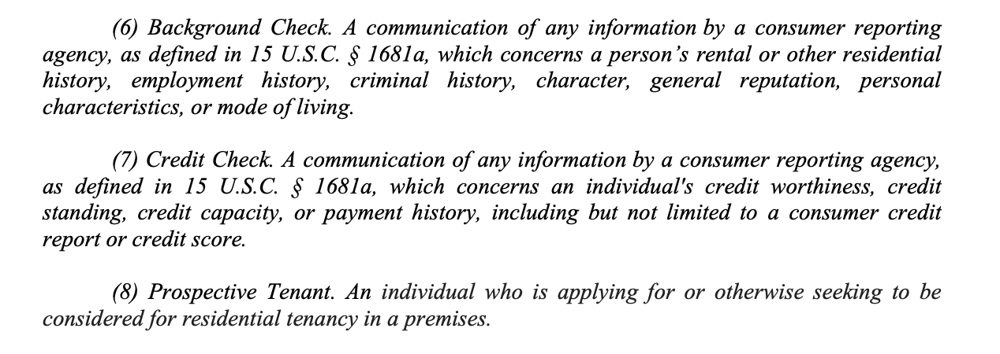 (6) Background Check. A communication of any information by a consumer reporting
agency, as defined in 15 U.S.C. § 1681a, which concerns a person’s rental or other residential
history, employment history, criminal history, character, general reputation, personal
characteristics, or mode of living.
(7) Credit Check. A communication of any information by a consumer reporting agency,
as defined in 15 U.S.C. § 1681a, which concerns an individual's credit worthiness, credit
standing, credit capacity, or payment history, including but not limited to a consumer credit
report or credit score.
(8) Prospective Tenant. An individual who is applying for or otherwise seeking to be
considered for residential tenancy in a premises.